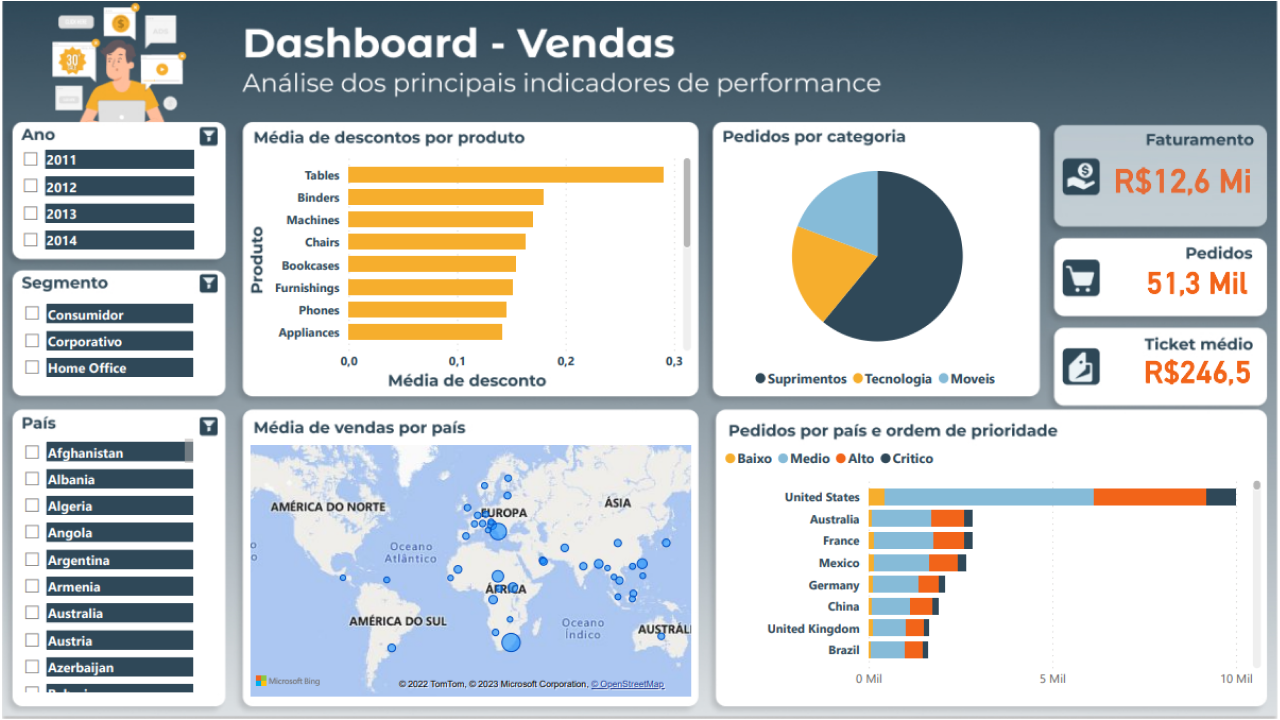 Dashboard - Vendas
Análise dos principais indicadores de performance
30
Ano
2011
2012
2013
2014
Segmento
Consumidor
Corporativo
Home Office
País
Afghanistan
Albania
Algeria
Angola
Argentina
Armenia
Australia
Austria
Azerbaijan
Média de descontos por produto
Produto
Tables
Binders
Machines
Chairs
Bookcases
Furnishings
Phones
Appliances
0,0 0,1 0,2 0,3
Média de desconto
Pedidos por categoria
Suprimentos Tecnologia Moveis
Faturamento
R$12,6 Mi
Pedidos
51,3 Mil
Ticket médio
R$246,5
Média de vendas por país
AMÉRICA DO NORTE
EUROPA
ÁSIA
Oceano
Atlântico
ÁFRICA
AMÉRICA DO SUL
Oceano
Índico
AUSTRÁLI
Microsoft Bing
© 2022 TomTom, © 2023 Microsoft Corporation, © OpenStreetMap
Pedidos por país e ordem de prioridade
Baixo Medio Alto Critico
United States
Australia
France
Mexico
Germany
China
United Kingdom
Brazil
0 Mil 5 Mil 10 Mil